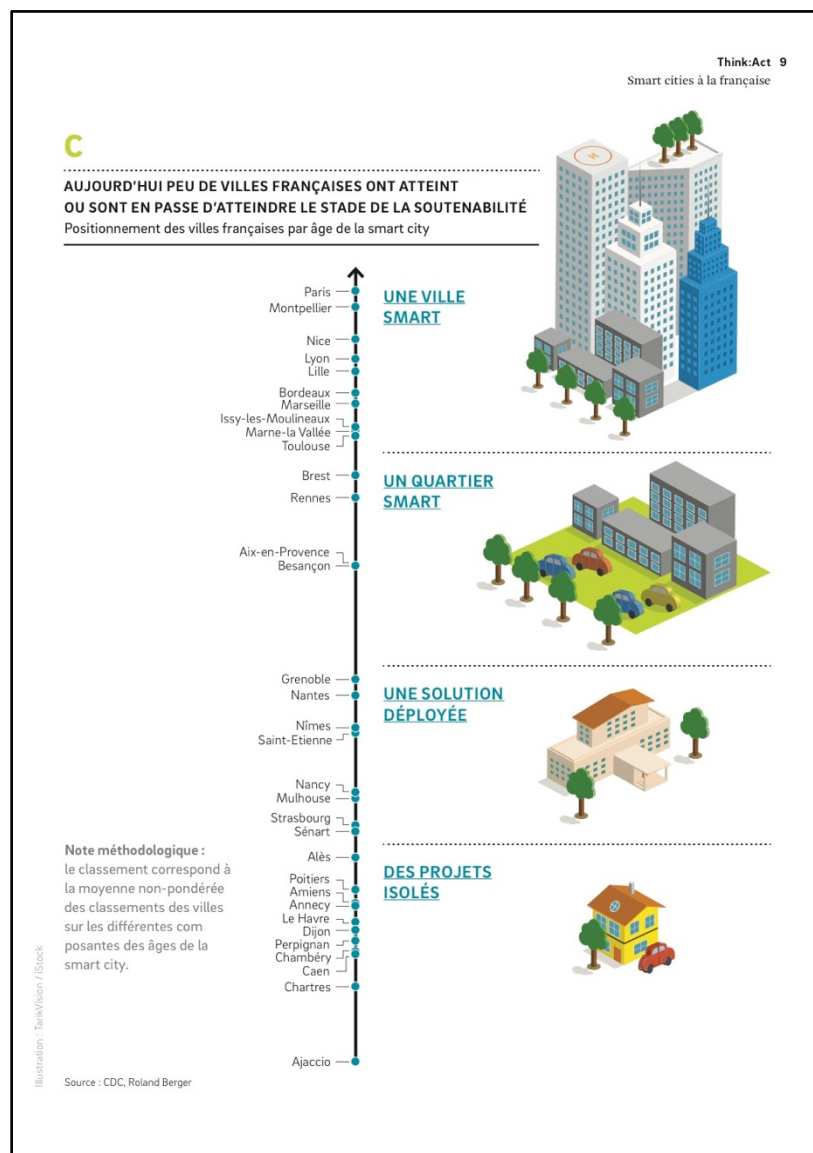 Think:Act 9
Smart cities à la française
C
AUJOURD'HUI PEU DE VILLES FRANÇAISES ONT ATTEINT
OU SONT EN PASSE D'ATTEINDRE LE STADE DE LA SOUTENABILITÉ
Positionnement des villes françaises par âge de la smart city
H
Paris
Montpellier
Nice
Lyon
Lille
Bordeaux
Marseille
Issy-les-Moulineaux
Marne-la Vallée
Toulouse
UNE VILLE
SMART
Brest
Rennes
Aix-en-Provence
Besançon
UN QUARTIER
SMART
Grenoble
Nantes
Nîmes
Saint-Etienne
Nancy
Mulhouse
Strasbourg
Sénart
UNE SOLUTION
DÉPLOYÉE
Alès
Poitiers
Amiens
Annecy
Le Havre
Dijon
Perpignan
Chambéry
Caen
Chartres
Ajaccio
DES PROJETS
ISOLÉS
Note méthodologique :
le classement correspond à
la moyenne non-pondérée
des classements des villes
sur les différentes com
posantes des âges de la
smart city.
Illustration : TarikVision / iStock
Source : CDC, Roland Berger